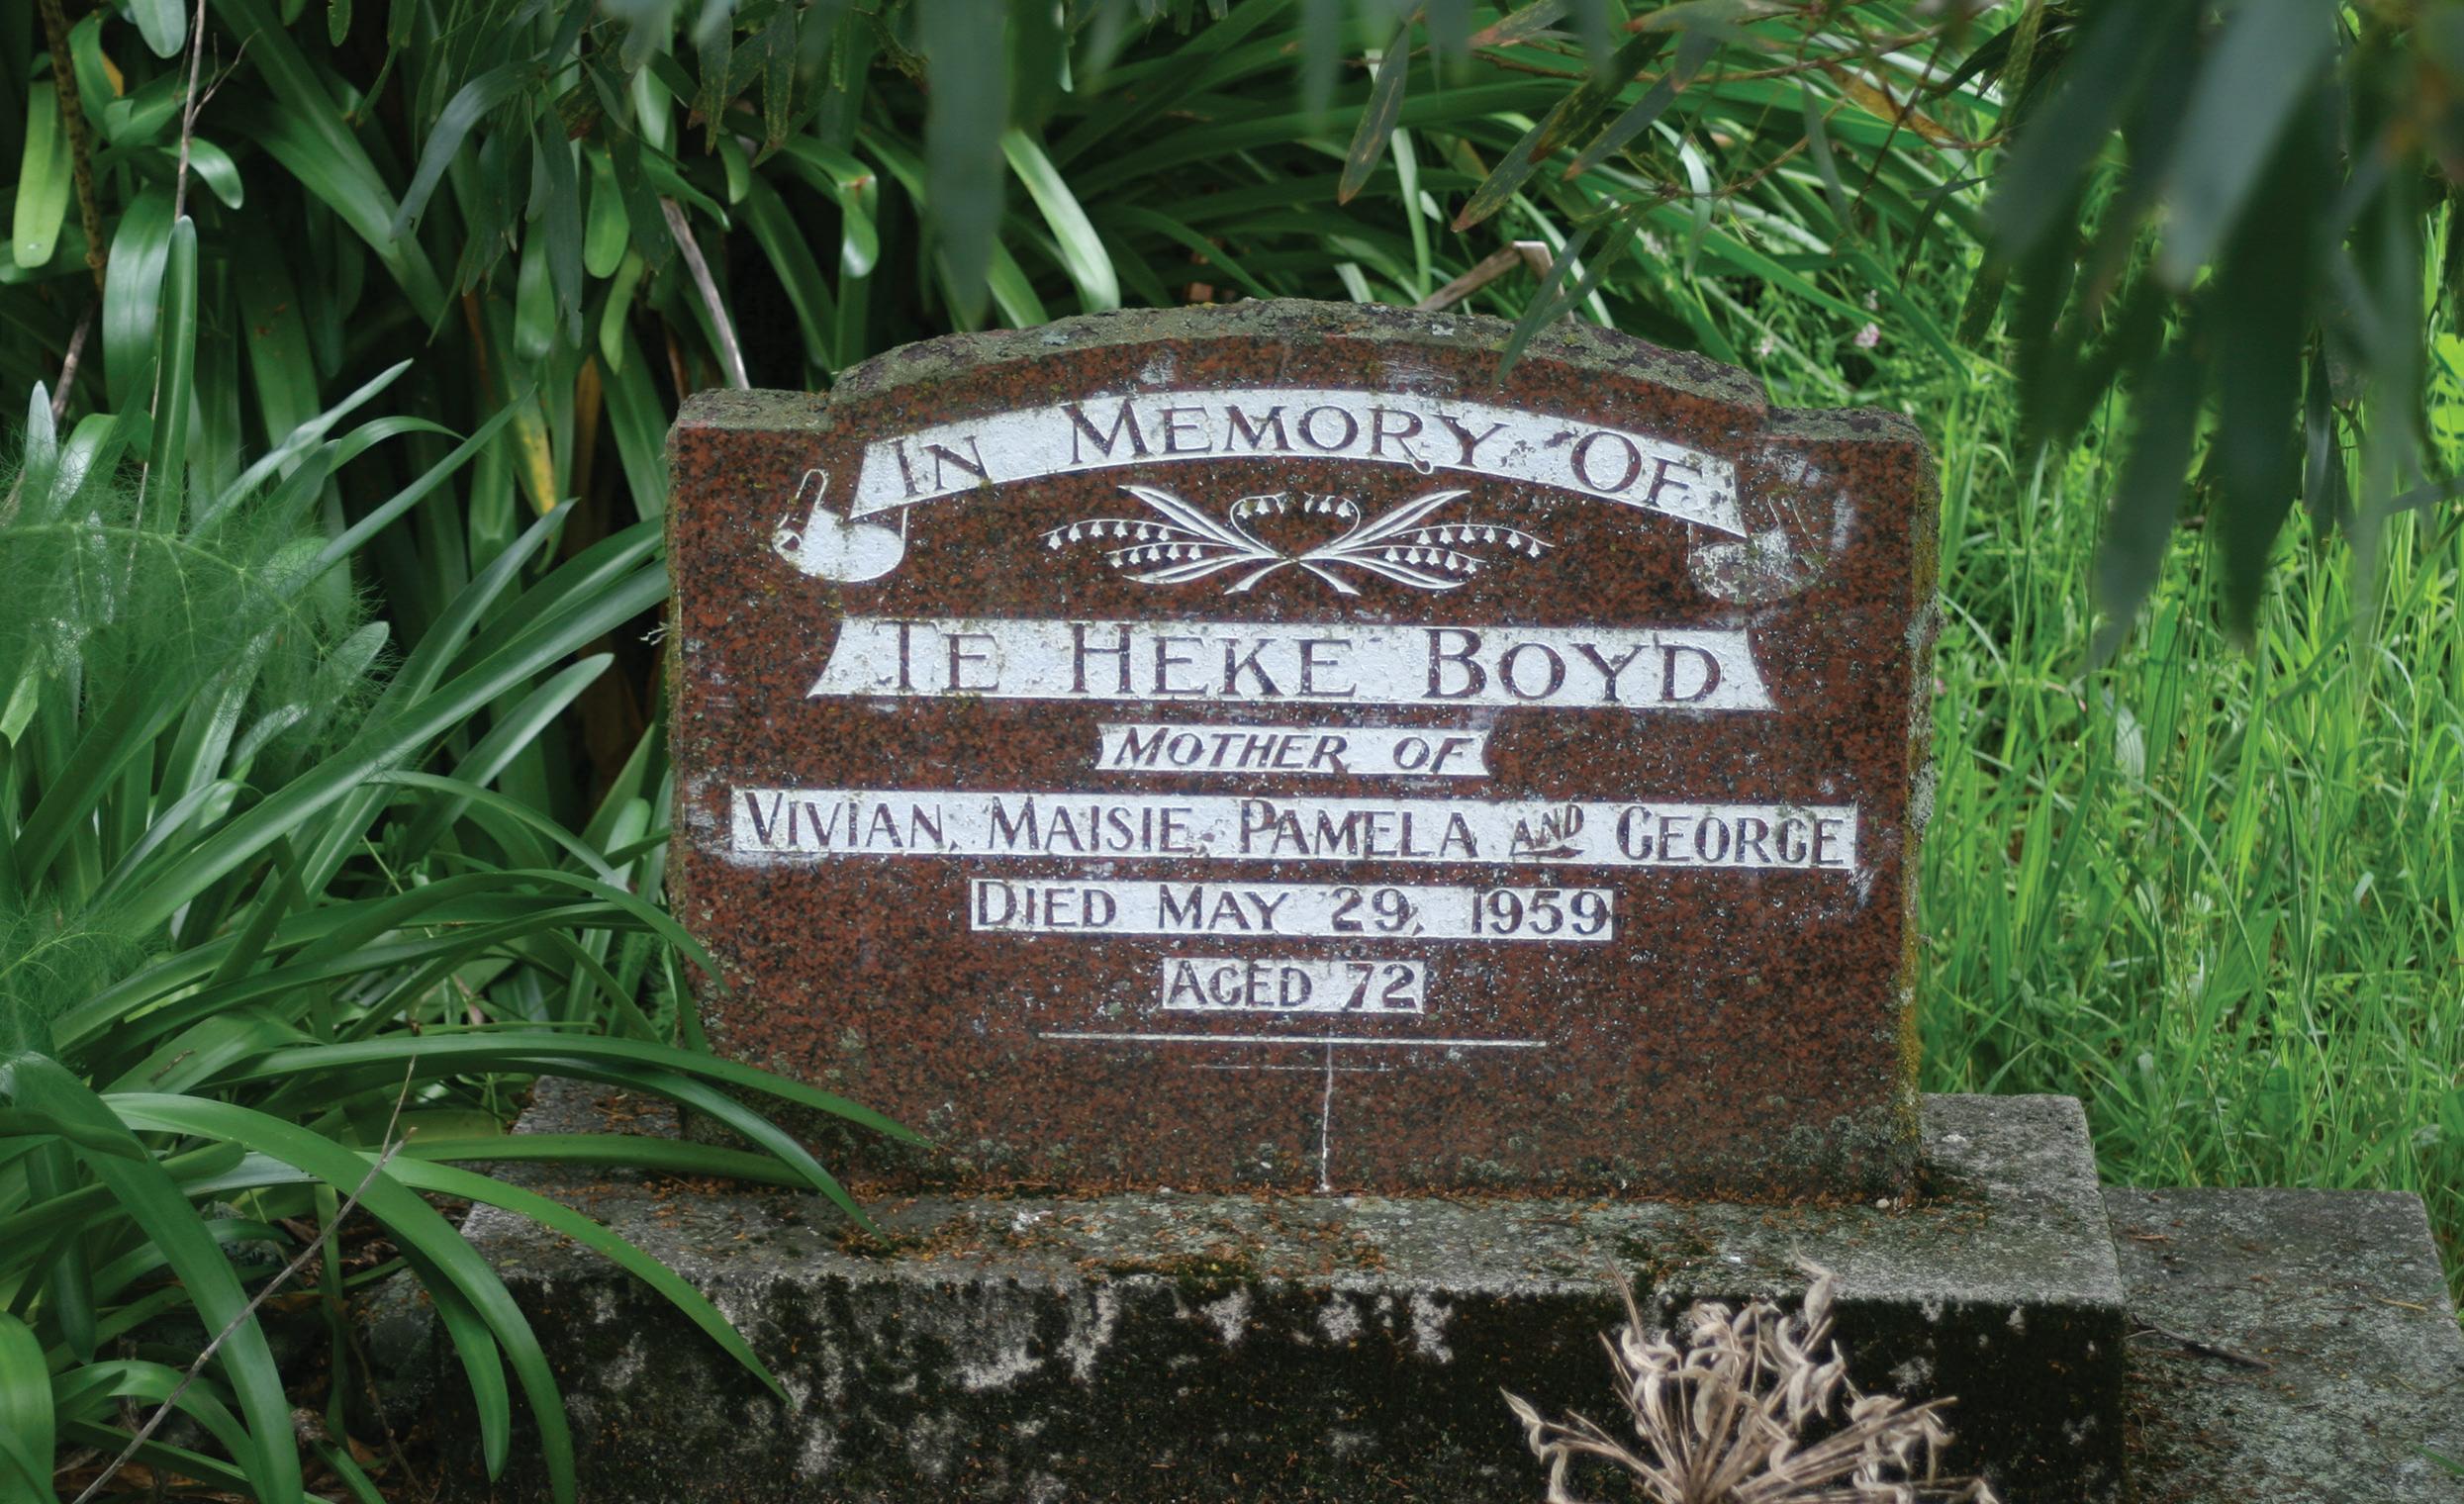 IN MEMORY OF
TE HEKE BOYD
MOTHER OF
VIVIAN, MAISIE, PAMELA AND GEORGE
DIED MAY 29, 1959
AGED 72